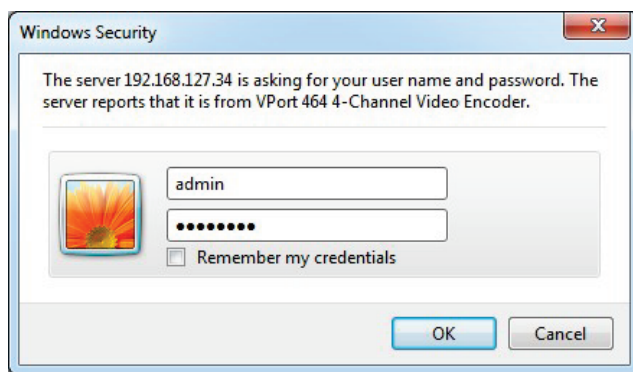 Windows Security
The server 192.168.127.34 is asking for your user name and password. The
server reports that it is from VPort 464 4-Channel Video Encoder.
admin
••••••••
Remember my credentials
OK
Cancel